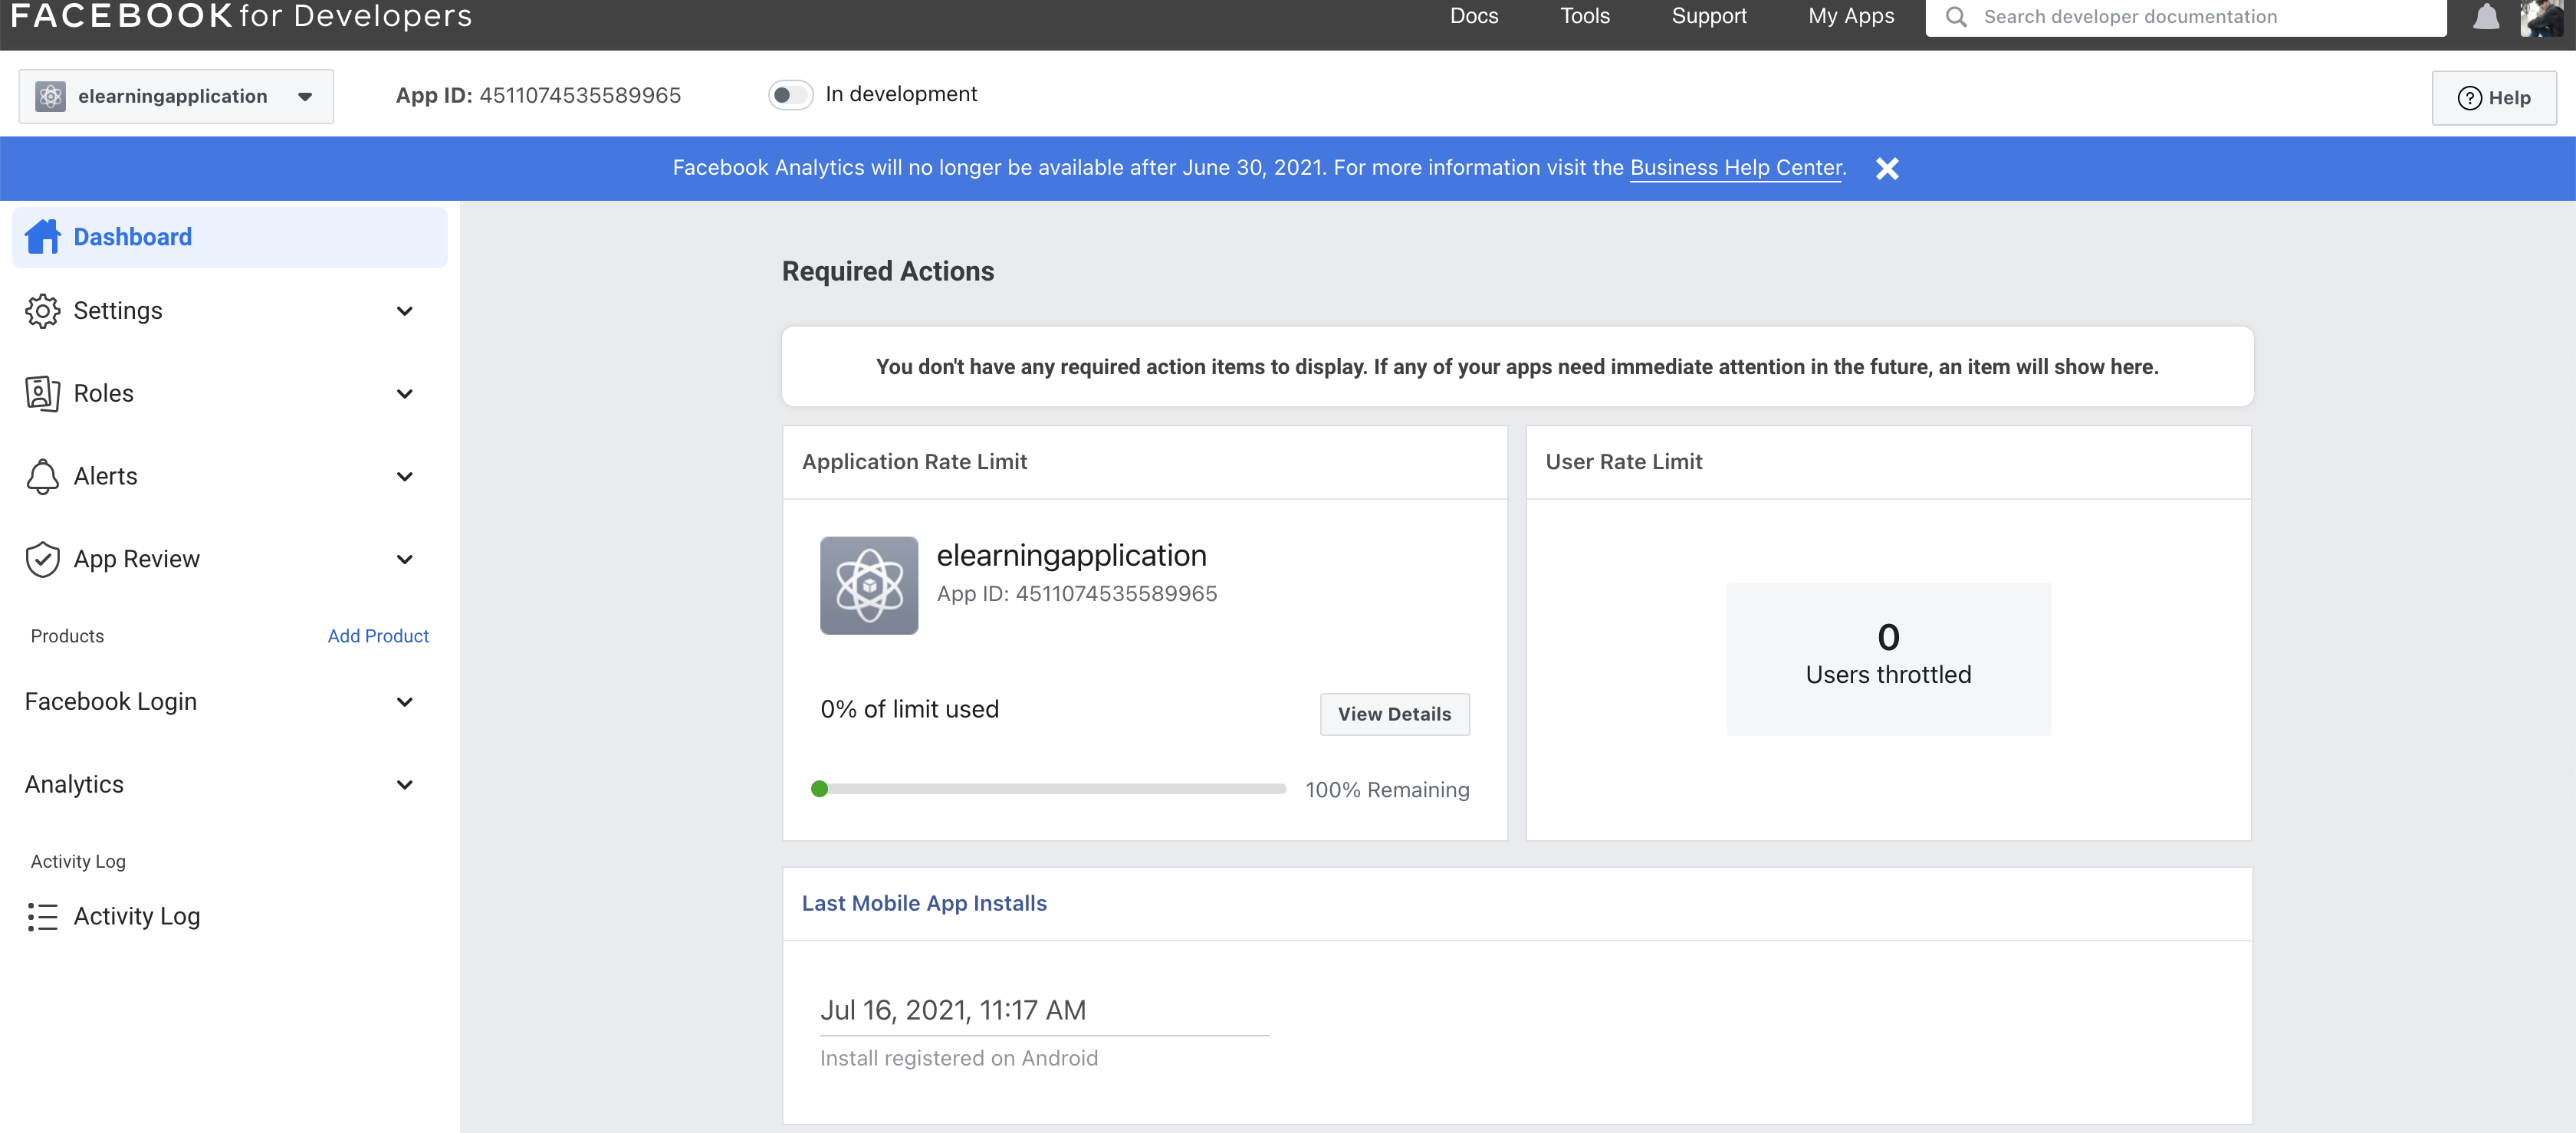 FACEBOOK for Developers
Docs Tools Support My Apps Search developer documentation
elearningapplication App ID: 4511074535589965 In development ? Help
Facebook Analytics will no longer be available after June 30, 2021. For more information visit the Business Help Center.
Dashboard
Settings
Roles
Alerts
App Review
Products Add Product
Facebook Login
Analytics
Activity Log
Activity Log
Required Actions
You don't have any required action items to display. If any of your apps need immediate attention in the future, an item will show here.
Application Rate Limit
elearningapplication
App ID: 4511074535589965
0% of limit used View Details
100% Remaining
User Rate Limit
0
Users throttled
Last Mobile App Installs
Jul 16, 2021, 11:17 AM
Install registered on Android